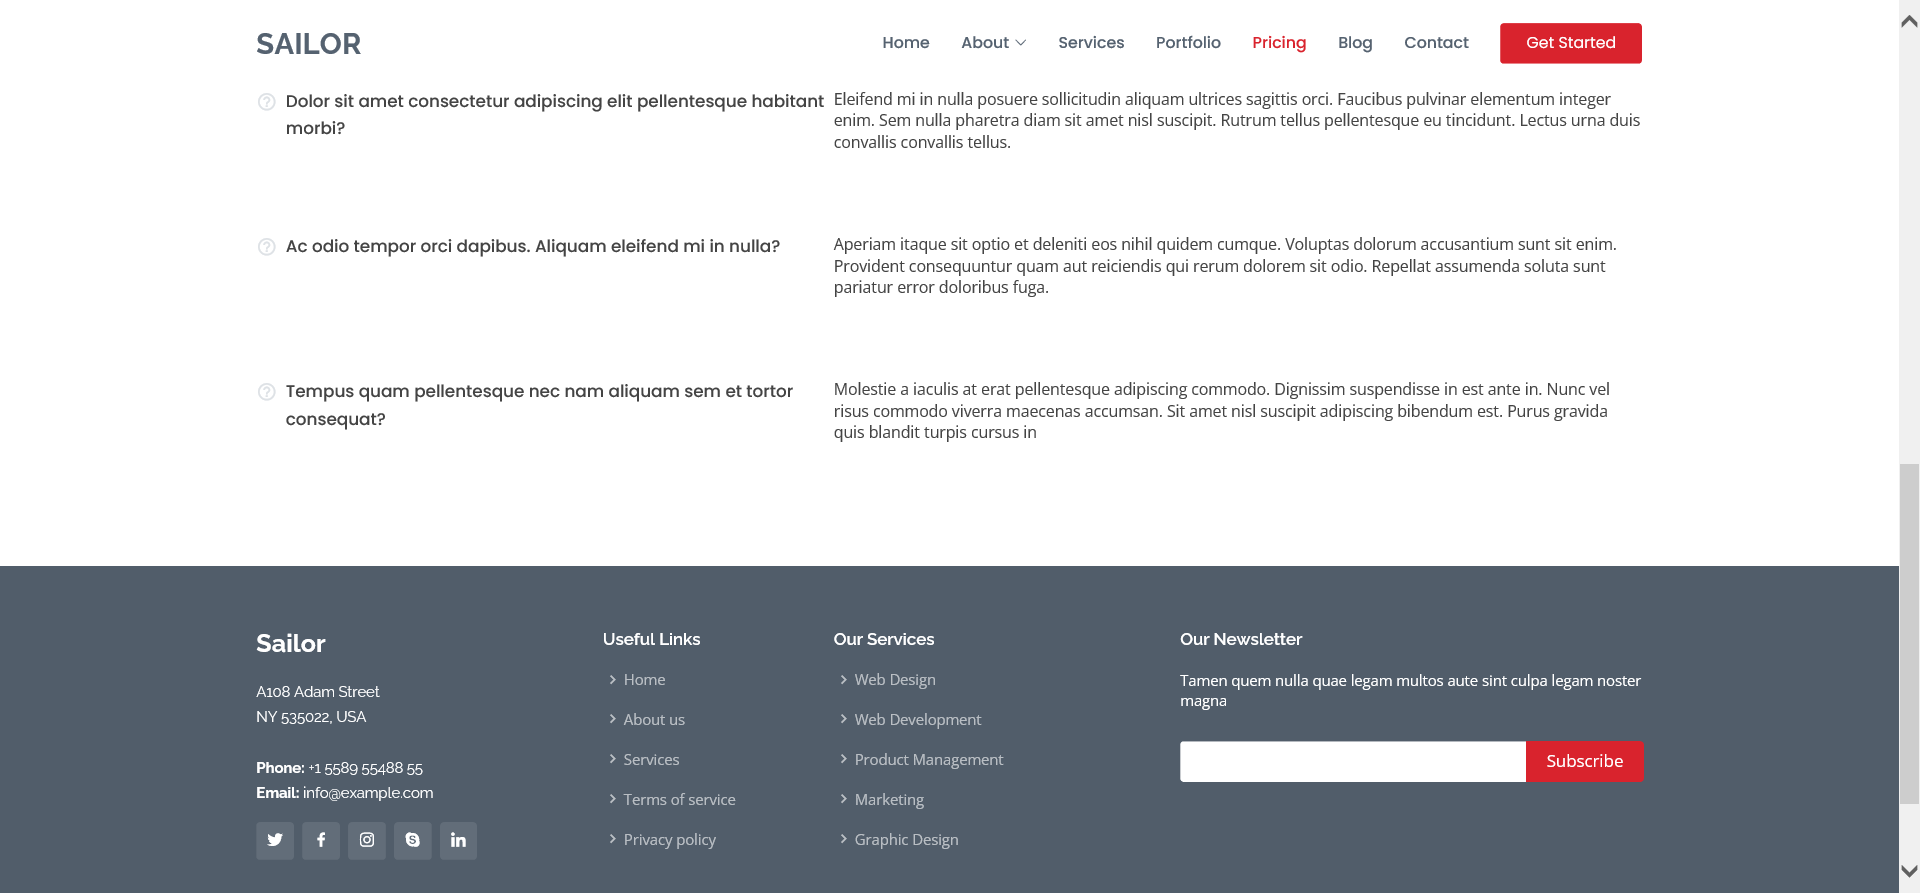 SAILOR
Home
About
Services
Portfolio
Pricing
Blog
Contact
Get Started
Dolor sit amet consectetur adipiscing elit pellentesque habitant
morbi?
Eleifend mi in nulla posuere sollicitudin aliquam ultrices sagittis orci. Faucibus pulvinar elementum integer
enim. Sem nulla pharetra diam sit amet nisl suscipit. Rutrum tellus pellentesque eu tincidunt. Lectus urna duis
convallis convallis tellus.
Ac odio tempor orci dapibus. Aliquam eleifend mi in nulla?
Aperiam itaque sit optio et deleniti eos nihil quidem cumque. Voluptas dolorum accusantium sunt sit enim.
Provident consequuntur quam aut reiciendis qui rerum dolorem sit odio. Repellat assumenda soluta sunt
pariatur error doloribus fuga.
Tempus quam pellentesque nec nam aliquam sem et tortor
consequat?
Molestie a iaculis at erat pellentesque adipiscing commodo. Dignissim suspendisse in est ante in. Nunc vel
risus commodo viverra maecenas accumsan. Sit amet nisl suscipit adipiscing bibendum est. Purus gravida
quis blandit turpis cursus in
Sailor
A108 Adam Street
NY 535022, USA
Phone: +1 5589 55488 55
Email: info@example.com
Useful Links
Home
About us
Services
Terms of service
Privacy policy
Our Services
Web Design
Web Development
Product Management
Marketing
Graphic Design
Our Newsletter
Tamen quem nulla quae legam multos aute sint culpa legam noster
magna
Subscribe